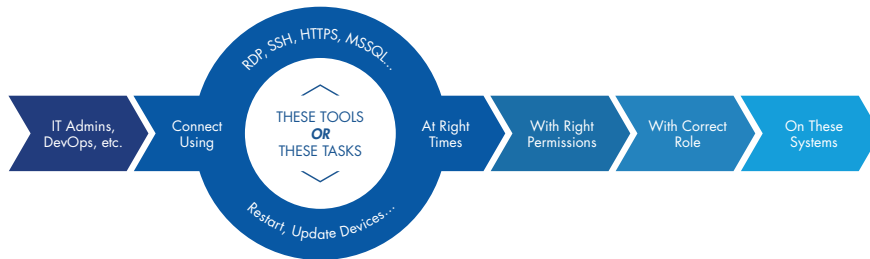 RDP, SSH, HTTPS, MSSQL...
IT Admins,
DevOps, etc.
Connect
Using
THESE TOOLS
OR
THESE TASKS
At Right
Times
With Right
Permissions
With Correct
Role
On These
Systems
Restart, Update Devices...